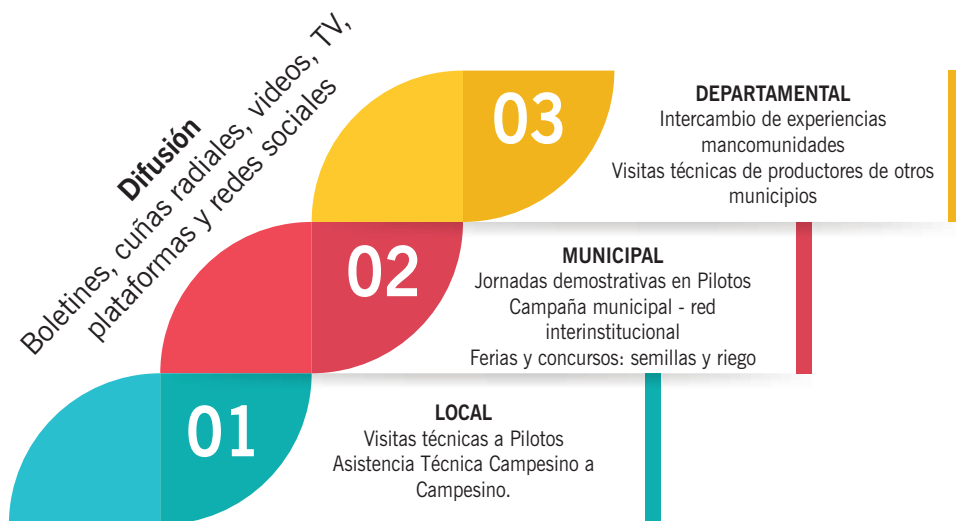 Difusión
Boletines, cuñas radiales, videos, TV,
plataformas y redes sociales
03
DEPARTAMENTAL
Intercambio de experiencias
mancomunidades
Visitas técnicas de productores de otros
municipios
02
MUNICIPAL
Jornadas demostrativas en Pilotos
Campaña municipal - red
interinstitucional
Ferias y concursos: semillas y riego
01
LOCAL
Visitas técnicas a Pilotos
Asistencia Técnica Campesino a
Campesino.